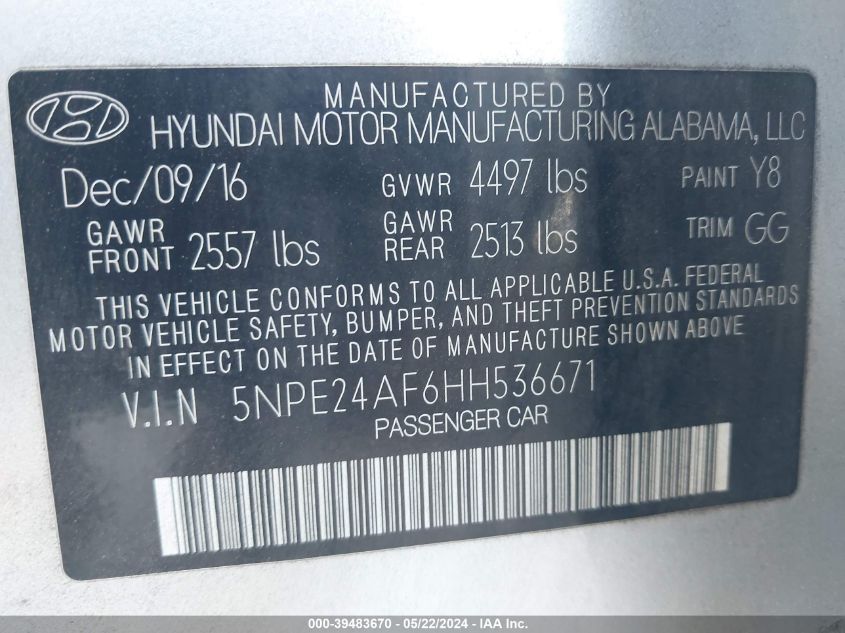 MANUFACTURED BY
HYUNDAI MOTOR MANUFACTURING ALABAMA, LLC
Dec/09/16 GVWR 4497 lbs PAINT Y8
GAWR FRONT 2557 lbs GAWR REAR 2513 lbs TRIM GG
THIS VEHICLE CONFORMS TO ALL APPLICABLE U.S.A. FEDERAL
MOTOR VEHICLE SAFETY, BUMPER, AND THEFT PREVENTION STANDARDS
IN EFFECT ON THE DATE OF MANUFACTURE SHOWN ABOVE
V.I.N 5NPE24AF6HH536671
PASSENGER CAR
000-39483670 - 05/22/2024 - IMAGE COPYRIGHT IAA, LLC.